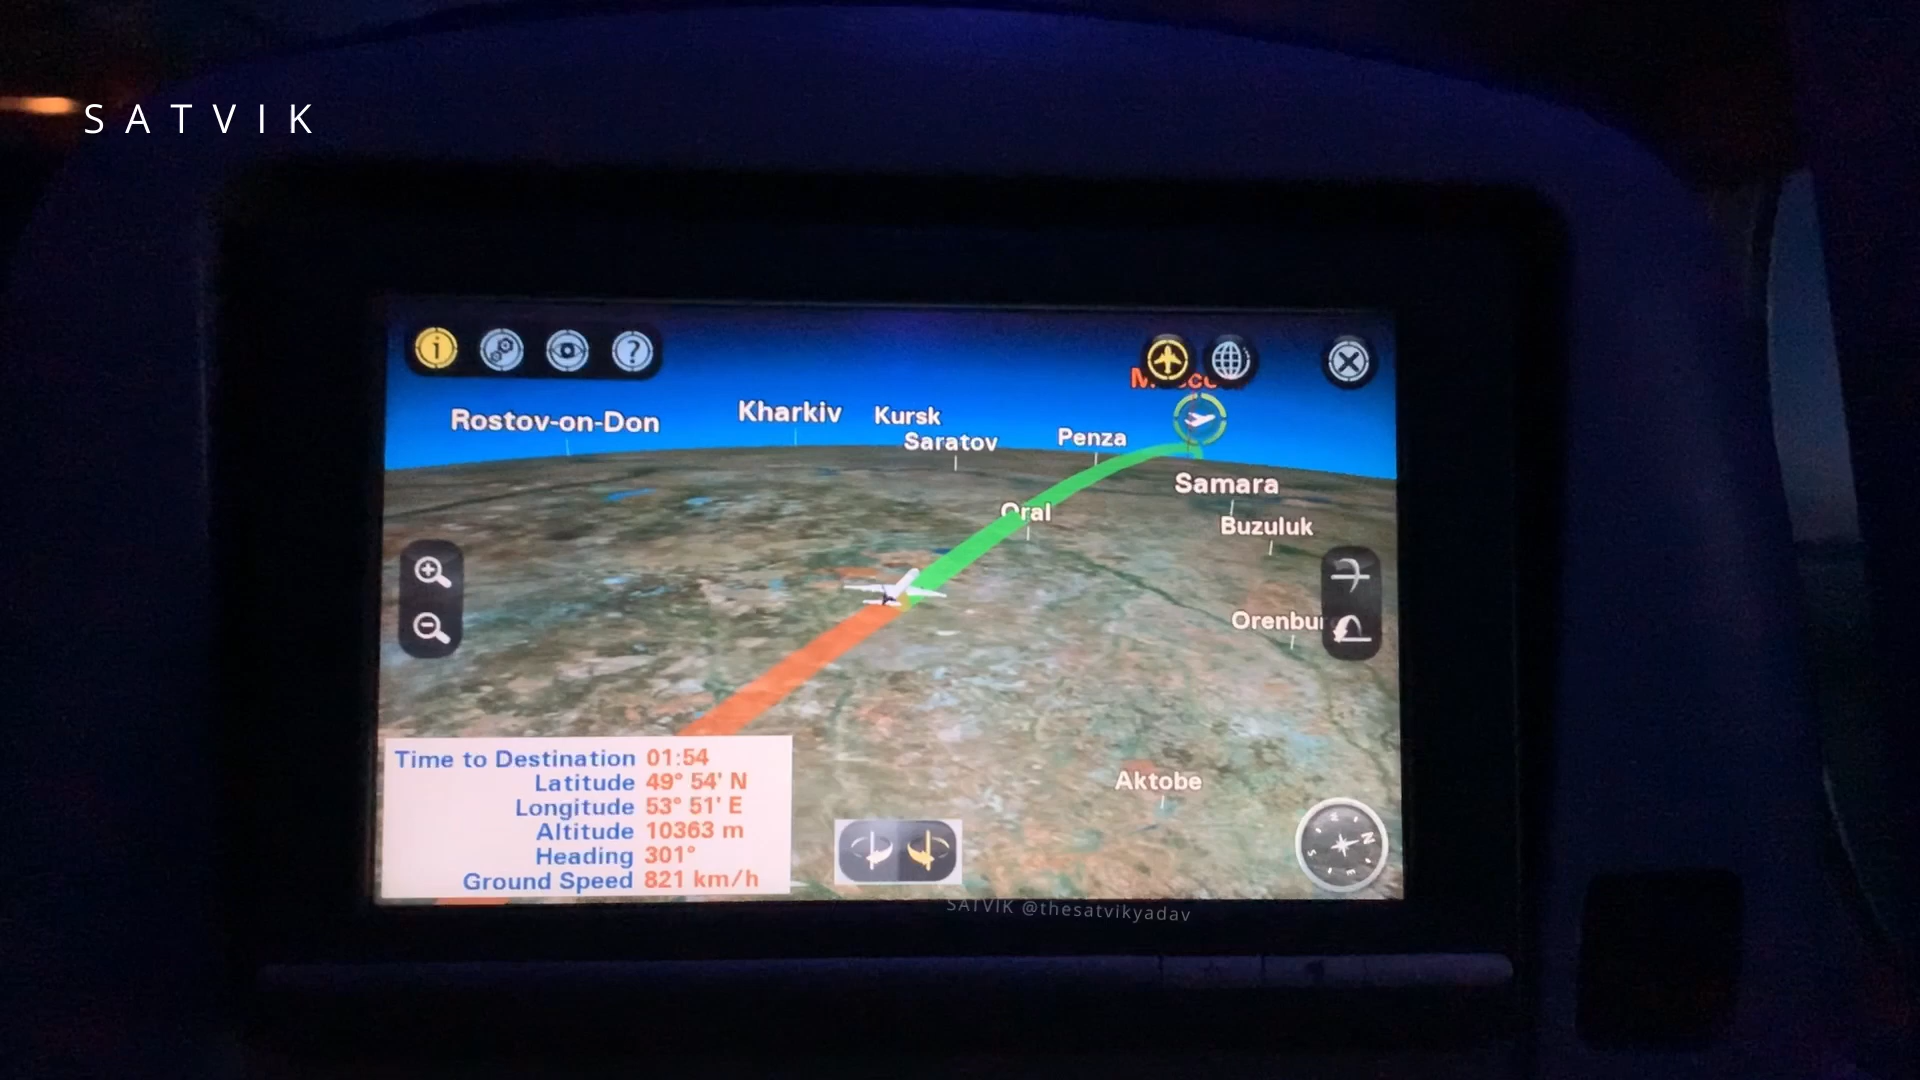 SATVIK
Rostov-on-Don
Kharkiv
Kursk
Saratov
Penza
Oral
Samara
Buzuluk
Aktobe
Time to Destination 01:54
Latitude 49° 54' N
Longitude 53° 51' E
Altitude 10363 m
Heading 301°
Ground Speed 821 km/h
SATVIK @thesatvikyadav